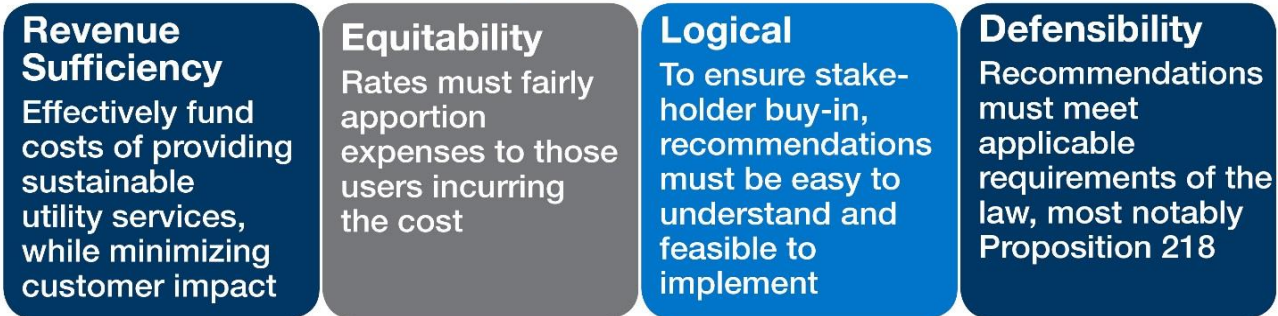 Revenue
Sufficiency
Effectively fund
costs of providing
sustainable
utility services,
while minimizing
customer impact
Equitability
Rates must fairly
apportion
expenses to those
users incurring
the cost
Logical
To ensure stake-
holder buy-in,
recommendations
must be easy to
understand and
feasible to
implement
Defensibility
Recommendations
must meet
applicable
requirements of the
law, most notably
Proposition 218